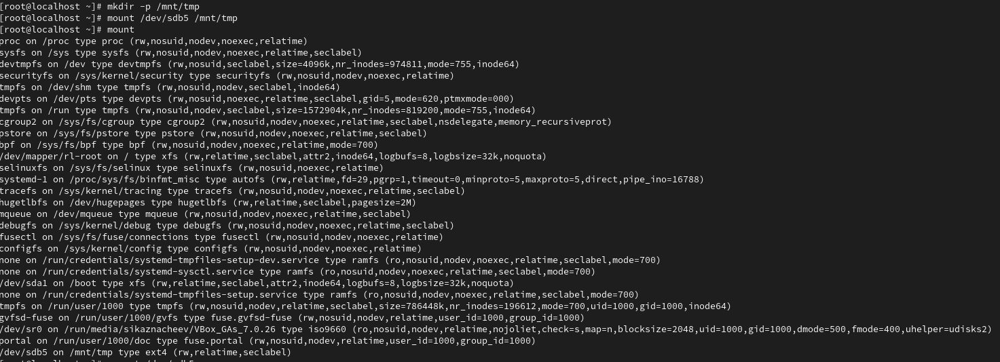 [root@localhost ~]# mkdir -p /mnt/tmp
[root@localhost ~]# mount /dev/sdb5 /mnt/tmp
[root@localhost ~]# mount
proc on /proc type proc (rw,nosuid,nodev,noexec,relatime)
sysfs on /sys type sysfs (rw,nosuid,nodev,noexec,relatime,seclabel)
devtmpfs on /dev type devtmpfs (rw,nosuid,seclabel,size=4096k,nr_inodes=974811,mode=755,inode64)
securityfs on /sys/kernel/security type securityfs (rw,nosuid,nodev,noexec,relatime)
tmpfs on /dev/shm type tmpfs (rw,nosuid,nodev,seclabel,inode64)
devpts on /dev/pts type devpts (rw,nosuid,noexec,relatime,seclabel,gid=5,mode=620,ptmxmode=000)
tmpfs on /run type tmpfs (rw,nosuid,nodev,seclabel,size=1572904k,nr_inodes=819200,mode=755,inode64)
cgroup2 on /sys/fs/cgroup type cgroup2 (rw,nosuid,nodev,noexec,relatime,seclabel,nsdelegate,memory_recursiveprot)
pstore on /sys/fs/pstore type pstore (rw,nosuid,nodev,noexec,relatime,seclabel)
bpf on /sys/fs/bpf type bpf (rw,nosuid,nodev,noexec,relatime,mode=700)
/dev/mapper/rl-root on / type xfs (rw,relatime,seclabel,attr2,inode64,logbufs=8,logbsize=32k,noquota)
selinuxfs on /sys/fs/selinux type selinuxfs (rw,nosuid,noexec,relatime)
systemd-1 on /proc/sys/fs/binfmt_misc type autofs (rw,relatime,fd=29,pgrp=1,timeout=0,minproto=5,maxproto=5,direct,pipe_ino=16788)
tracefs on /sys/kernel/tracing type tracefs (rw,nosuid,nodev,noexec,relatime,seclabel)
hugetlbfs on /dev/hugepages type hugetlbfs (rw,relatime,seclabel,pagesize=2M)
mqueue on /dev/mqueue type mqueue (rw,nosuid,nodev,noexec,relatime,seclabel)
debugfs on /sys/kernel/debug type debugfs (rw,nosuid,nodev,noexec,relatime,seclabel)
fusectl on /sys/fs/fuse/connections type fusectl (rw,nosuid,nodev,noexec,relatime)
configfs on /sys/kernel/config type configfs (rw,nosuid,nodev,noexec,relatime)
none on /run/credentials/systemd-tmpfiles-setup-dev.service type ramfs (ro,nosuid,nodev,noexec,relatime,seclabel,mode=700)
none on /run/credentials/systemd-sysctl.service type ramfs (ro,nosuid,nodev,noexec,relatime,seclabel,mode=700)
/dev/sda1 on /boot type xfs (rw,relatime,seclabel,attr2,inode64,logbufs=8,logbsize=32k,noquota)
none on /run/credentials/systemd-tmpfiles-setup.service type ramfs (ro,nosuid,nodev,noexec,relatime,seclabel,mode=700)
tmpfs on /run/user/1000 type tmpfs (rw,nosuid,nodev,relatime,seclabel,size=786448k,nr_inodes=196612,mode=700,uid=1000,gid=1000,inode64)
gvfsd-fuse on /run/user/1000/gvfs type fuse.gvfsd-fuse (rw,nosuid,nodev,relatime,user_id=1000,group_id=1000)
/dev/sr0 on /run/media/sikaznacheev/VBox_GAs_7.0.26 type iso9660 (ro,nosuid,nodev,relatime,nojoliet,check=s,map=n,blocksize=2048,uid=1000,gid=1000,dmode=500,fmode=400,uhelper=udisks2)
portal on /run/user/1000/doc type fuse.portal (rw,nosuid,nodev,relatime,user_id=1000,group_id=1000)
/dev/sdb5 on /mnt/tmp type ext4 (rw,relatime,seclabel)